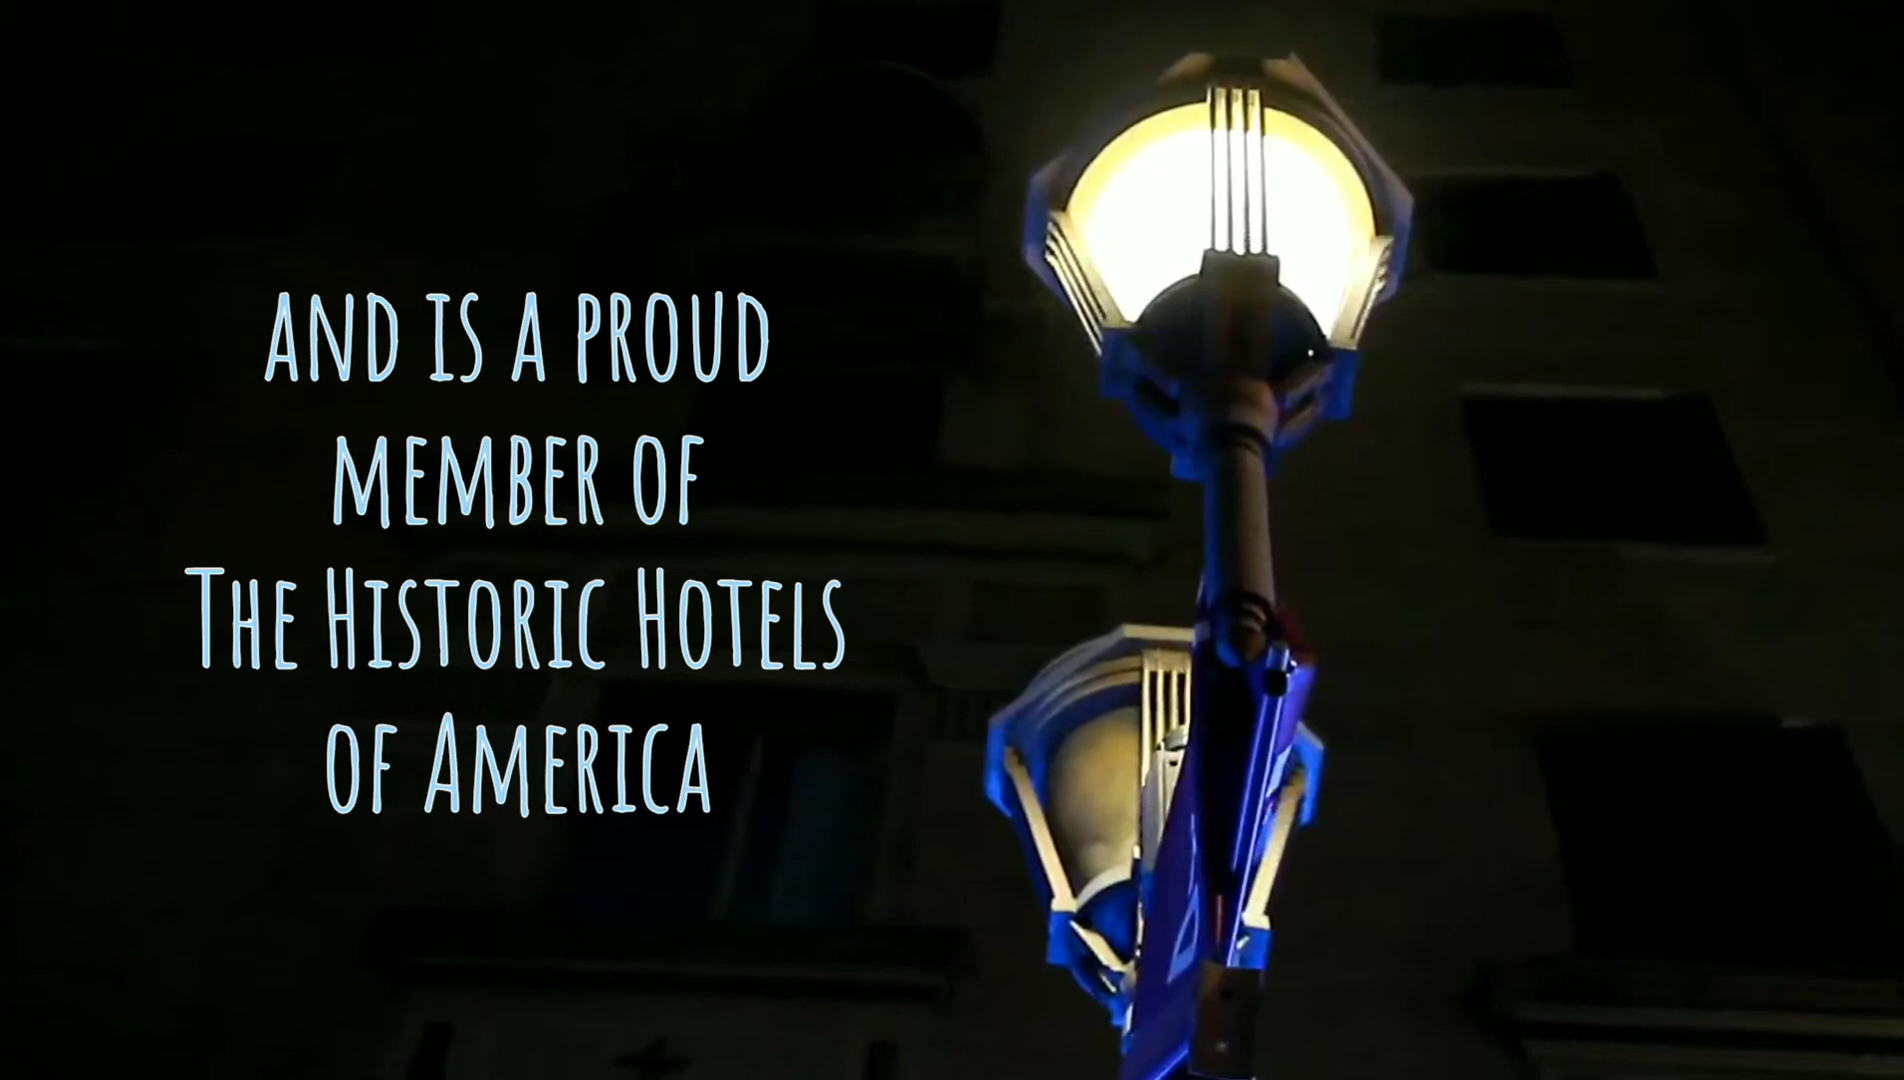 AND IS A PROUD
MEMBER OF
THE HISTORIC HOTELS
OF AMERICA